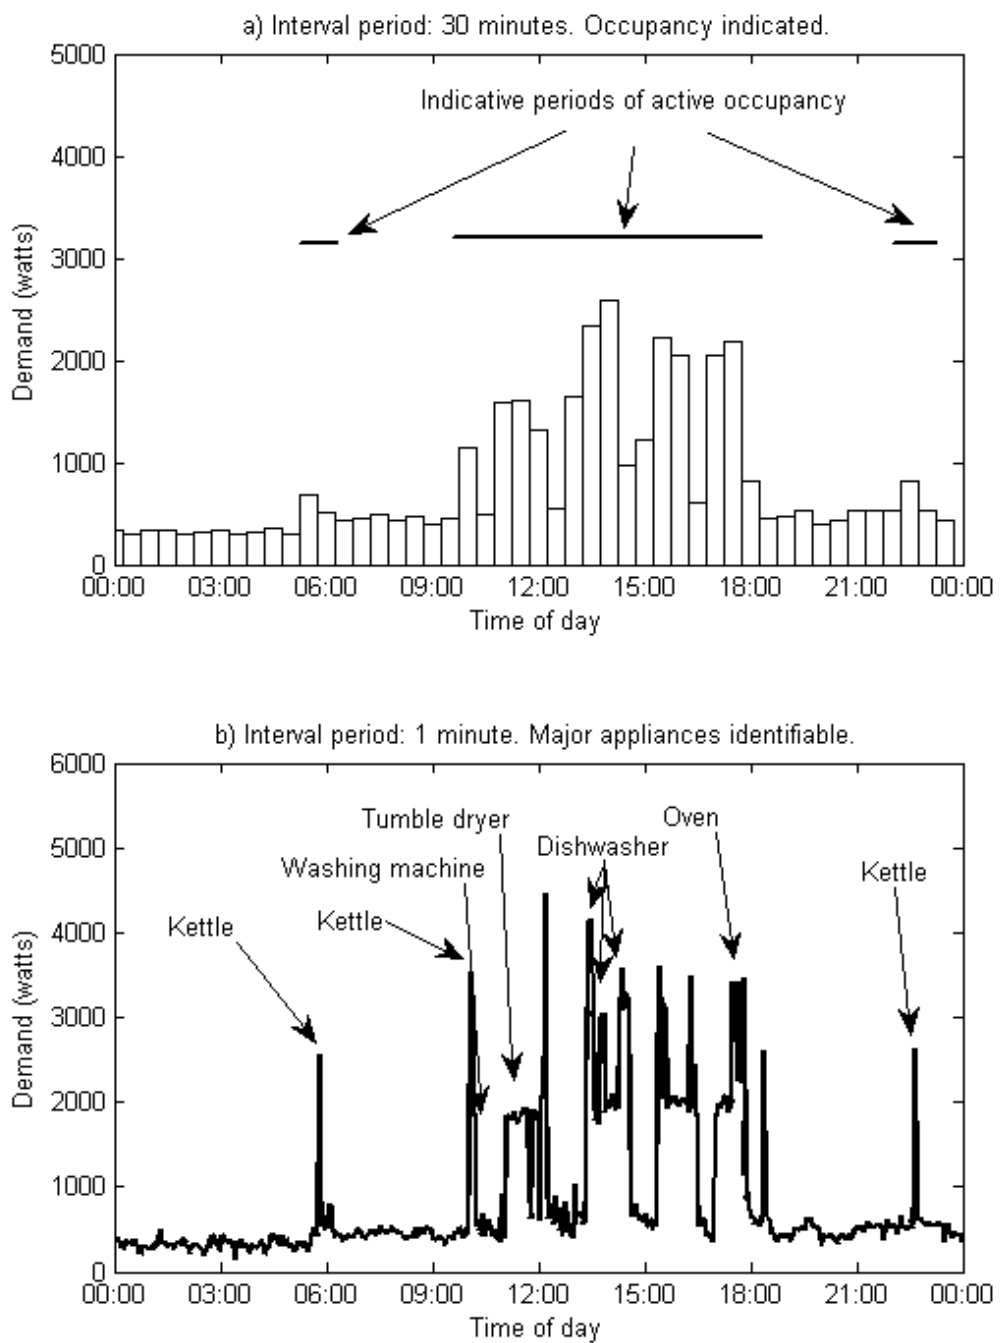 a) Interval period: 30 minutes. Occupancy indicated.
5000
Indicative periods of active occupancy
4000
3000
Demand (watts)
2000
1000
0
00:00 03:00 06:00 09:00 12:00 15:00 18:00 21:00 00:00
Time of day
b) Interval period: 1 minute. Major appliances identifiable.
6000
Tumble dryer
Oven
5000
Dishwasher
Washing machine
Kettle
Kettle
Kettle
4000
3000
Demand (watts)
2000
1000
0
00:00 03:00 06:00 09:00 12:00 15:00 18:00 21:00 00:00
Time of day